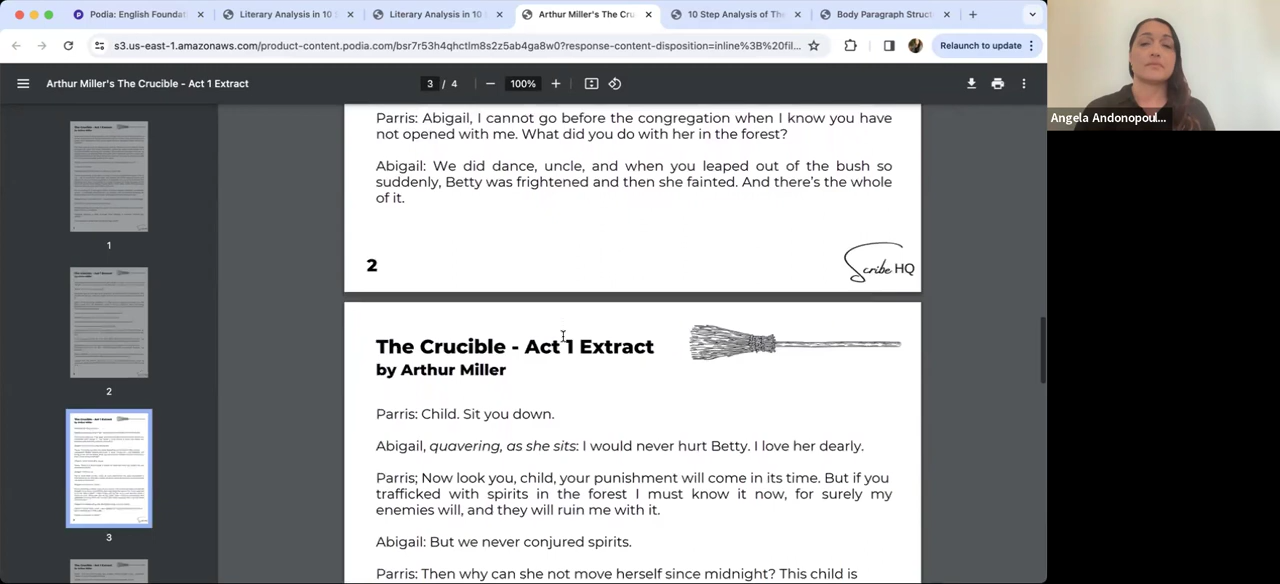 Podia: English Foundat
Literary Analysis in 10 S
Literary Analysis in 10
Arthur Miller's The Cru
10 Step Analysis of The
Body Paragraph Struct
s3.us-east-1.amazonaws.com/product-content.podia.com/bsr7r53h4qhctlm8s2z5ab4ga8w0?response-content-disposition=inline%3B%20fil...
Relaunch to update
Arthur Miller's The Crucible - Act 1 Extract
3 / 4
100%
1
2
3
Parris: Abigail, I cannot go before the congregation when I know you have
not opened with me. What did you do with her in the forest?
Abigail: We did dance, uncle, and when you leaped out of the bush so
suddenly, Betty was frightened and then she fainted. And there's the whole
of it.
2
Scribe HQ
The Crucible - Act 1 Extract
by Arthur Miller
Parris: Child. Sit you down.
Abigail: quavering, as she sits: I would never hurt Betty. I love her dearly.
Parris; Now look you, child, your punishment will come in its time. But if you
trafficked with spirits in the forest I must know it now, for surely my
enemies will, and they will ruin me with it.
Abigail: But we never conjured spirits.
Parris: Then why can she not move herself since midnight? This child is
Angela Andonopoul...